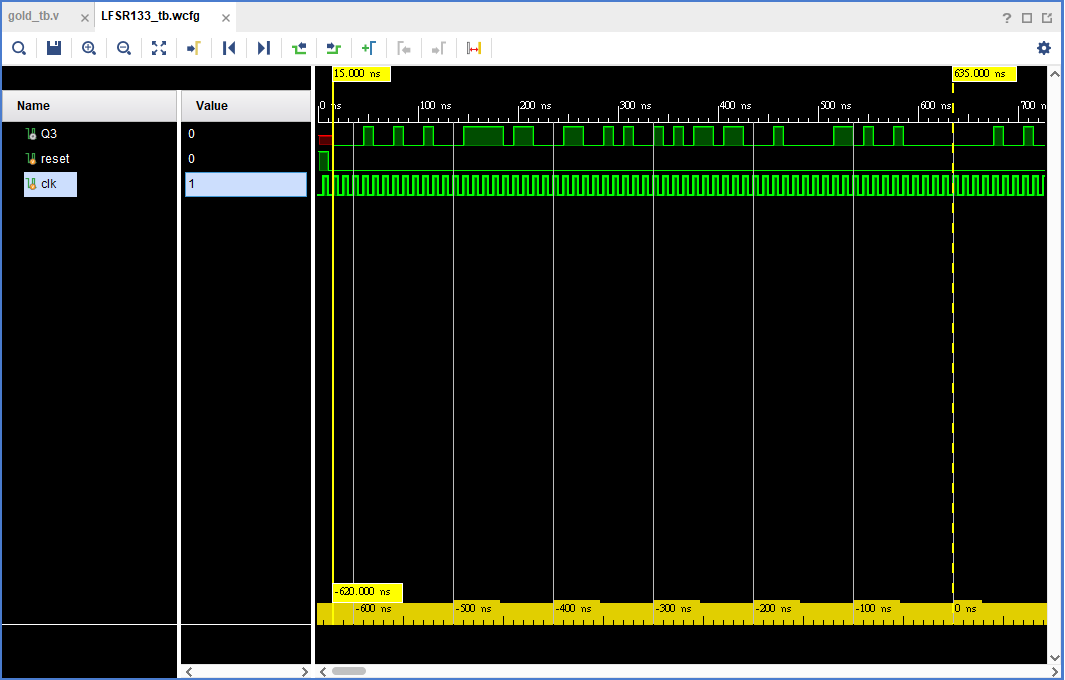 gold_tb.v LFSR133_tb.wcfg
Name Value
15.000 ns 635.000 ns
0 ns 100 ns 200 ns 300 ns 400 ns 500 ns 600 ns 700 n
Q3 0
reset 0
clk 1
-620.000 ns
-600 ns -500 ns -400 ns -300 ns -200 ns -100 ns 0 ns